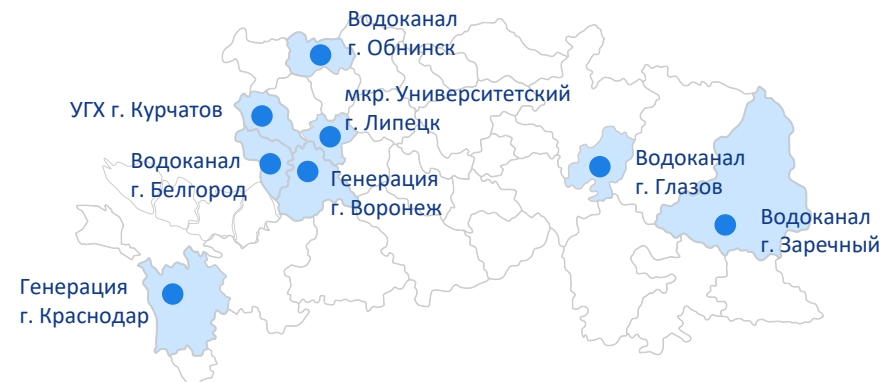 Водоканал
г. Обнинск
УГХ г. Курчатов
мкр. Университетский
г. Липецк
Водоканал
г. Белгород
Генерация
г. Воронеж
Водоканал
г. Глазов
Водоканал
г. Заречный
Генерация
г. Краснодар